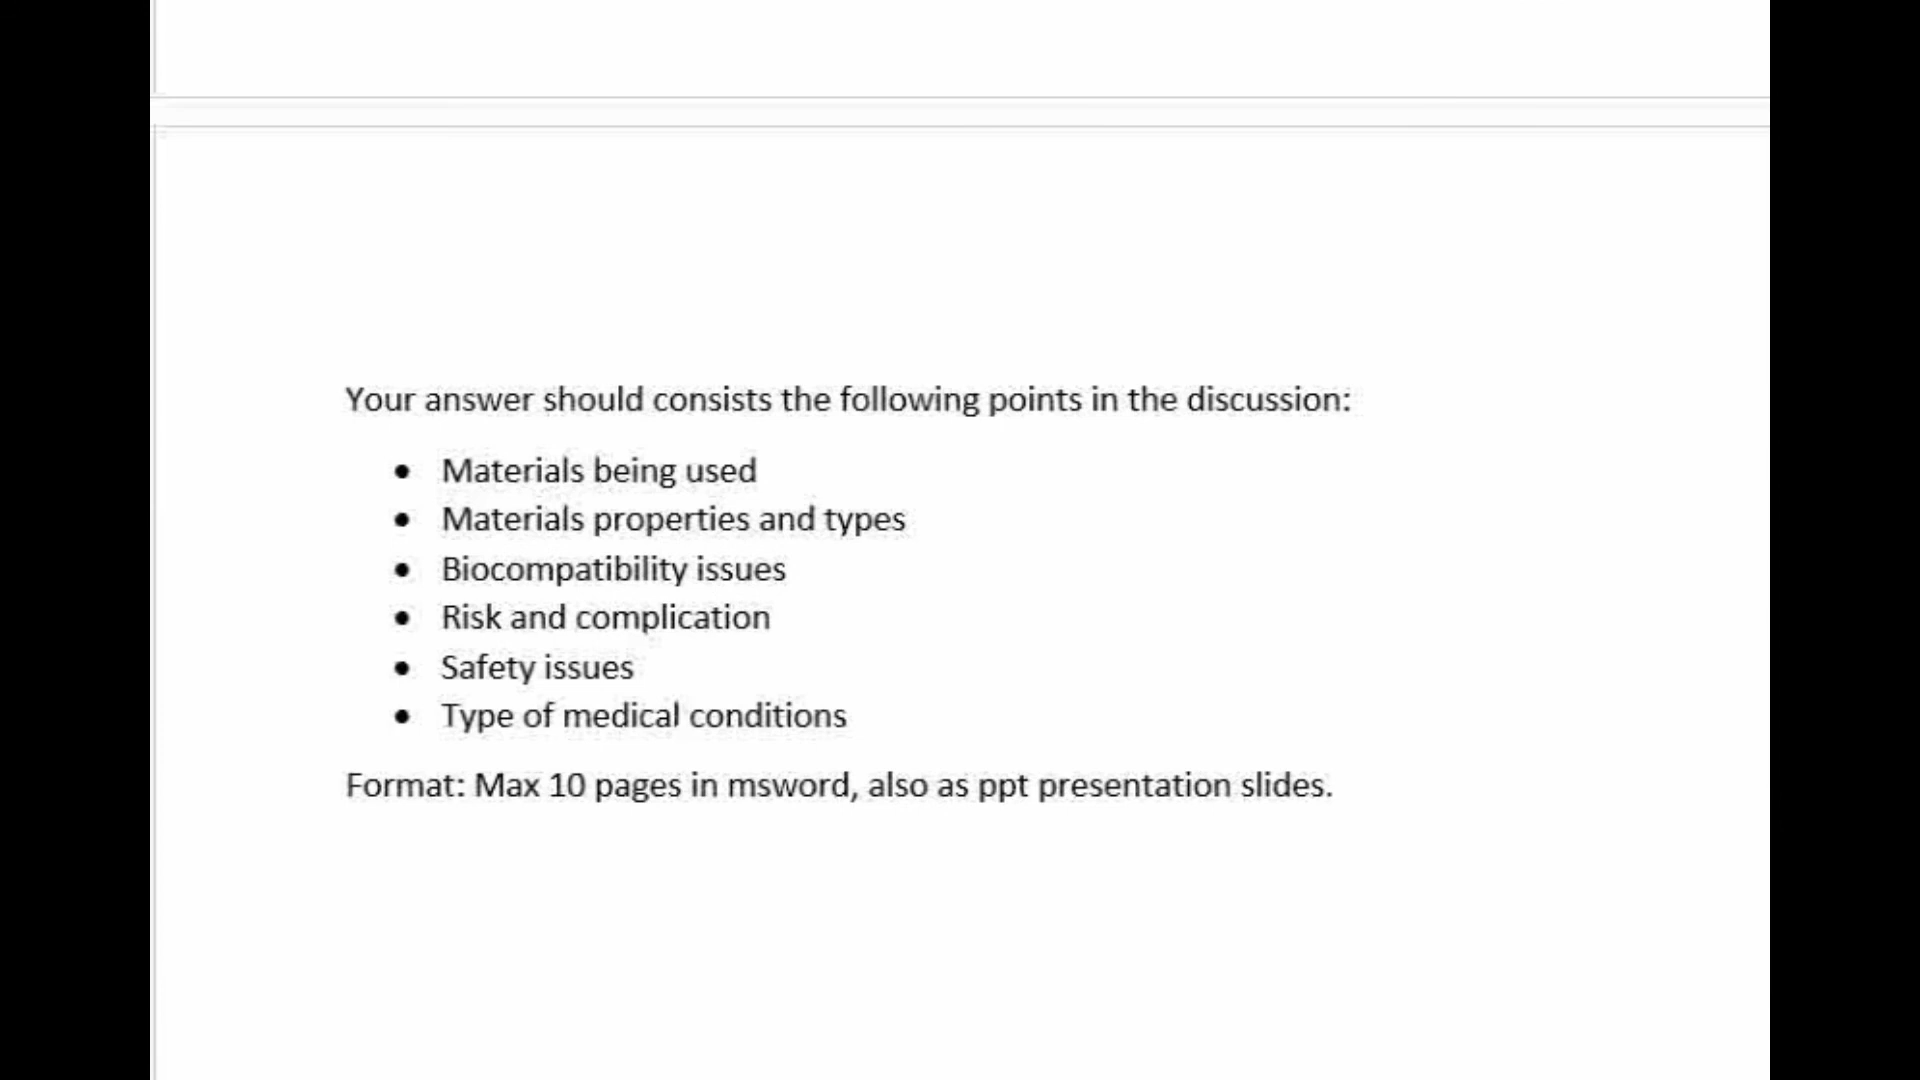 Your answer should consists the following points in the discussion:
• Materials being used
• Materials properties and types
• Biocompatibility issues
• Risk and complication
• Safety issues
• Type of medical conditions
Format: Max 10 pages in msword, also as ppt presentation slides.